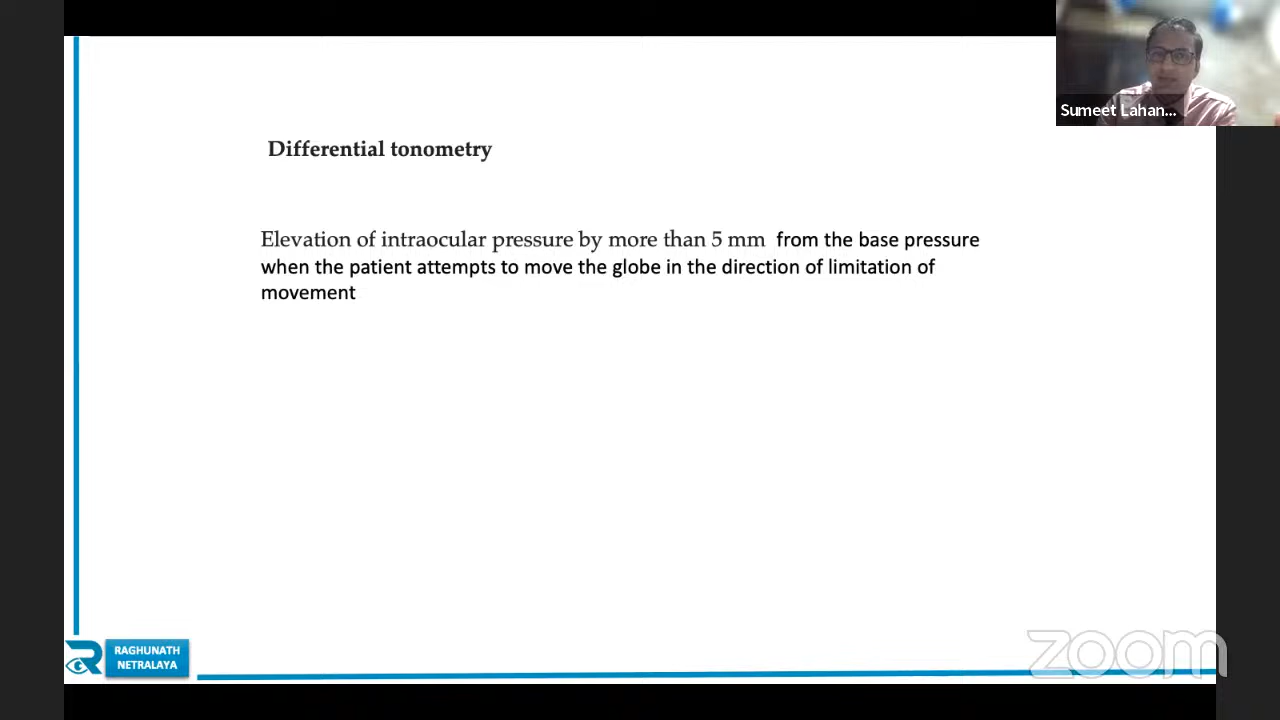 Sumeet Lahan...
Differential tonometry
Elevation of intraocular pressure by more than 5 mm from the base pressure
when the patient attempts to move the globe in the direction of limitation of
movement
RAGHUNATH
NETRALAYA
zoom